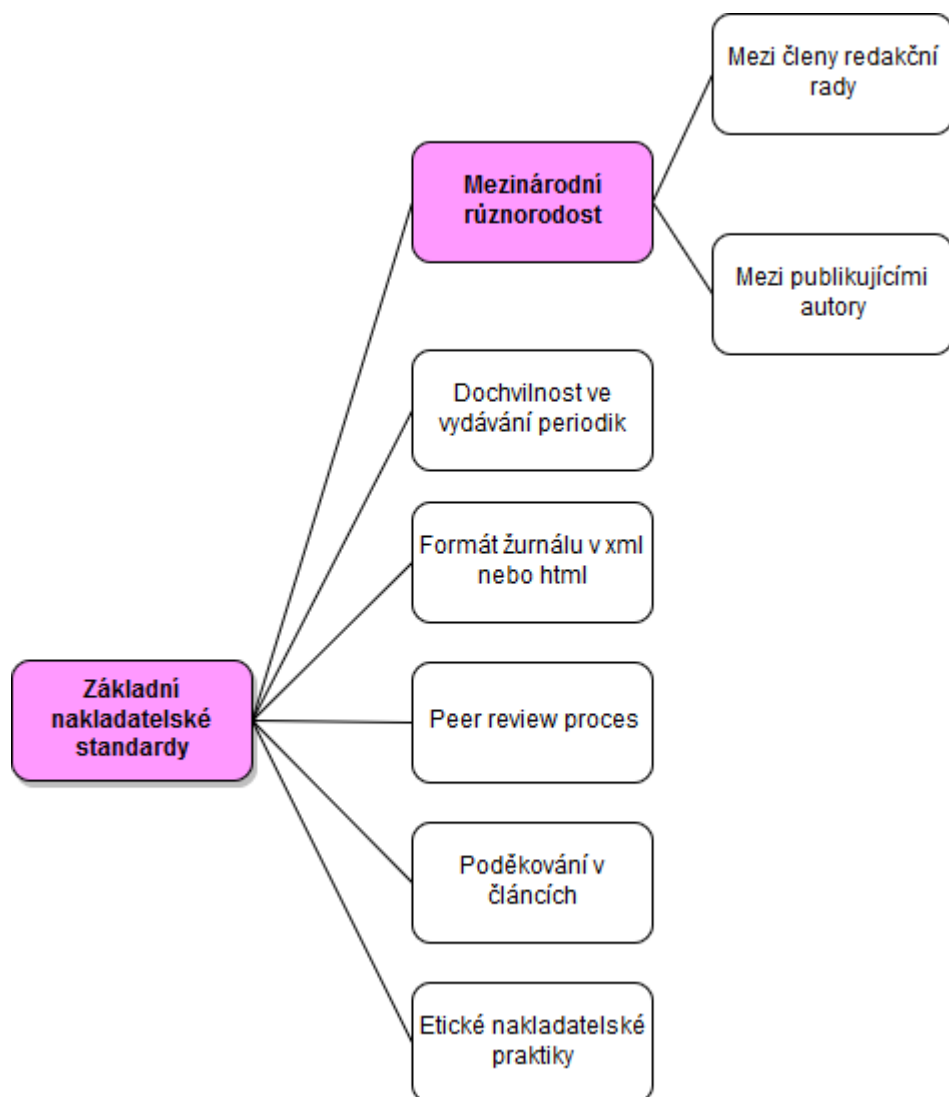 Mezi členy redakční
rady
Mezinárodní
různorodost
Mezi publikujícími
autory
Dochvilnost ve
vydávání periodik
Formát žurnálu v xml
nebo html
Základní
nakladatelské
standardy
Peer review proces
Poděkování v
článcích
Etické nakladatelské
praktiky